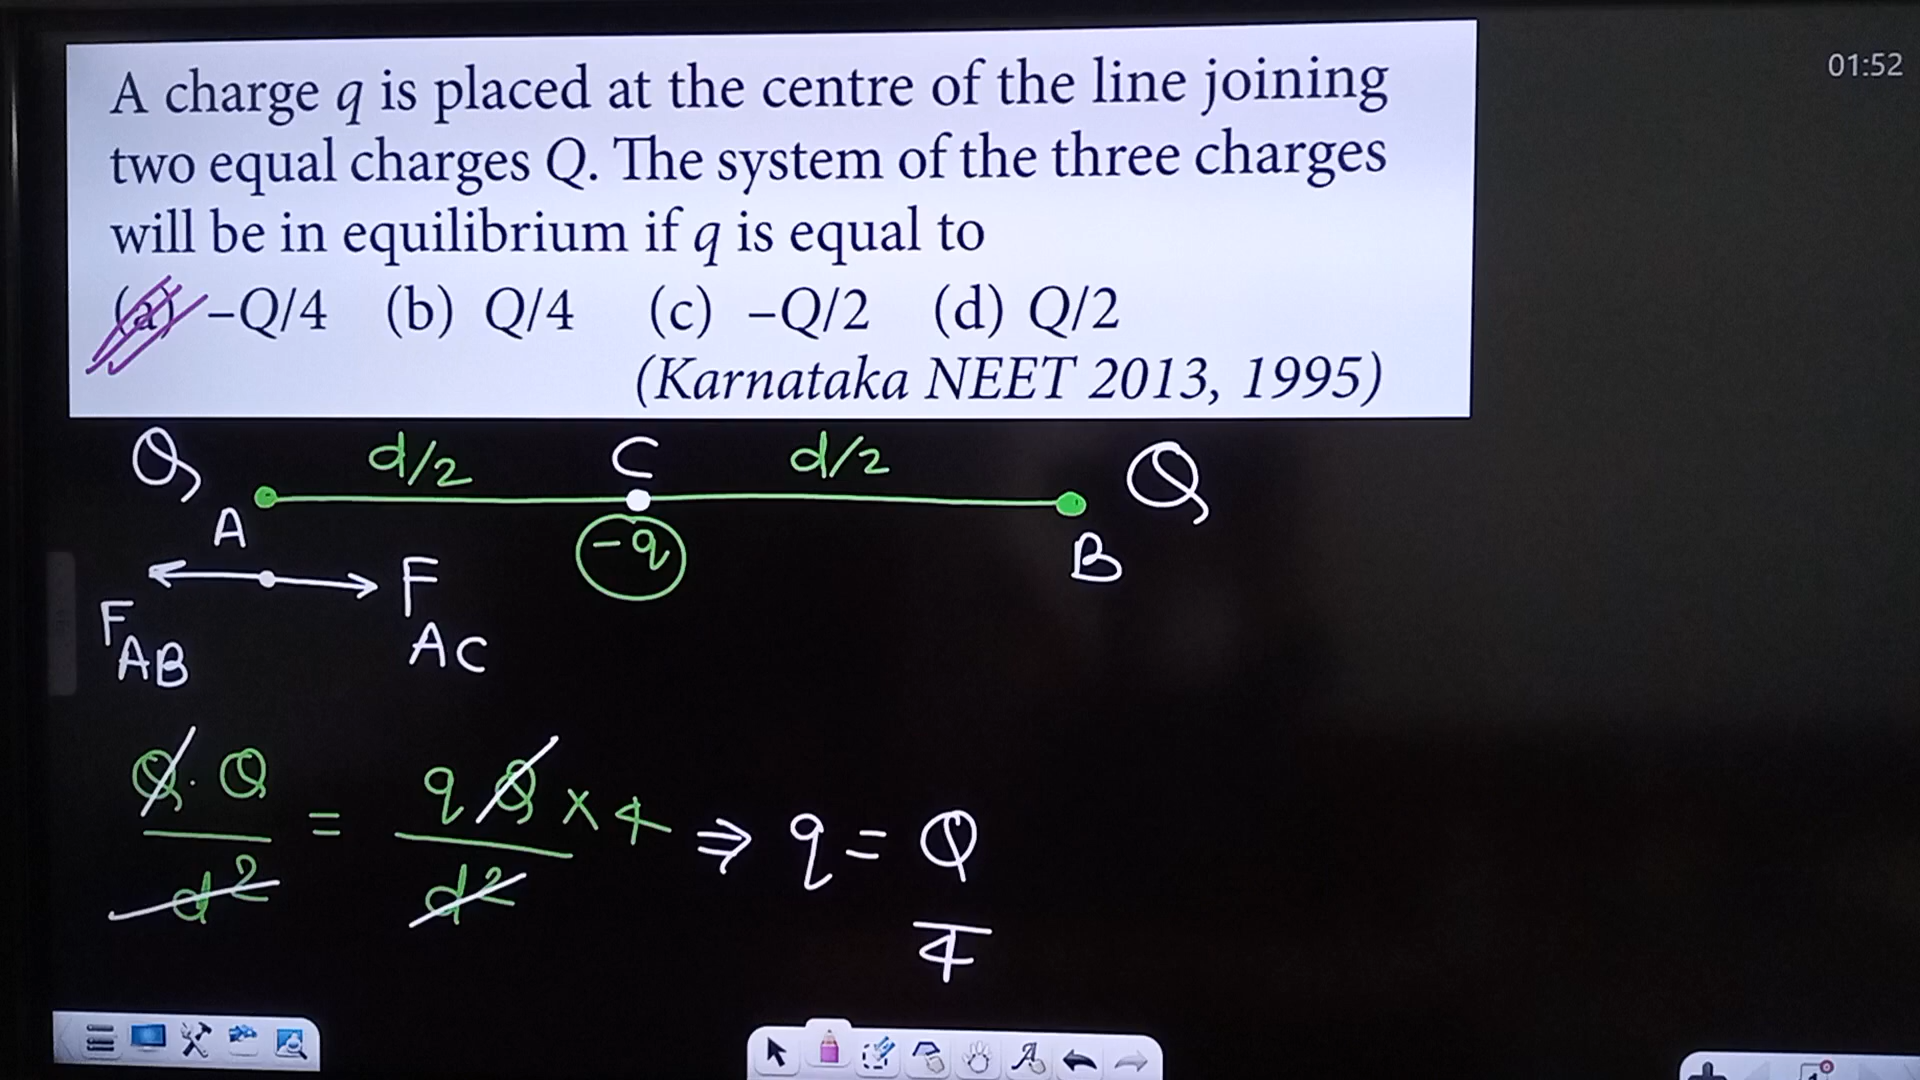 01:52
A charge q is placed at the centre of the line joining
two equal charges Q. The system of the three charges
will be in equilibrium if q is equal to
(a) –Q/4 (b) Q/4 (c) –Q/2 (d) Q/2
(Karnataka NEET 2013, 1995)
Q d/2 C d/2 Q
A -q B
F_AB F_AC
Q.Q/d² = qQ/d² × 4 ⇒ q = Q/4